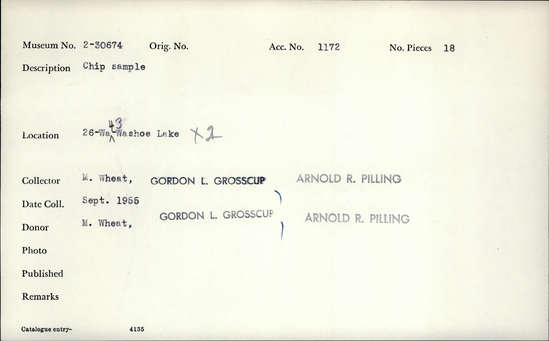 Museum No. 2-30674 Orig. No. Acc. No. 1172 No. Pieces 18
Description Chip sample
43
Location 26-Wa Washoe Lake X2
Collector M. Wheat, GORDON L. GROSSCUP, ARNOLD R. PILLING
Date Coll. Sept. 1955
Donor M. Wheat, GORDON L. GROSSCUP, ARNOLD R. PILLING
Photo
Published
Remarks
Catalogue entry- 4135